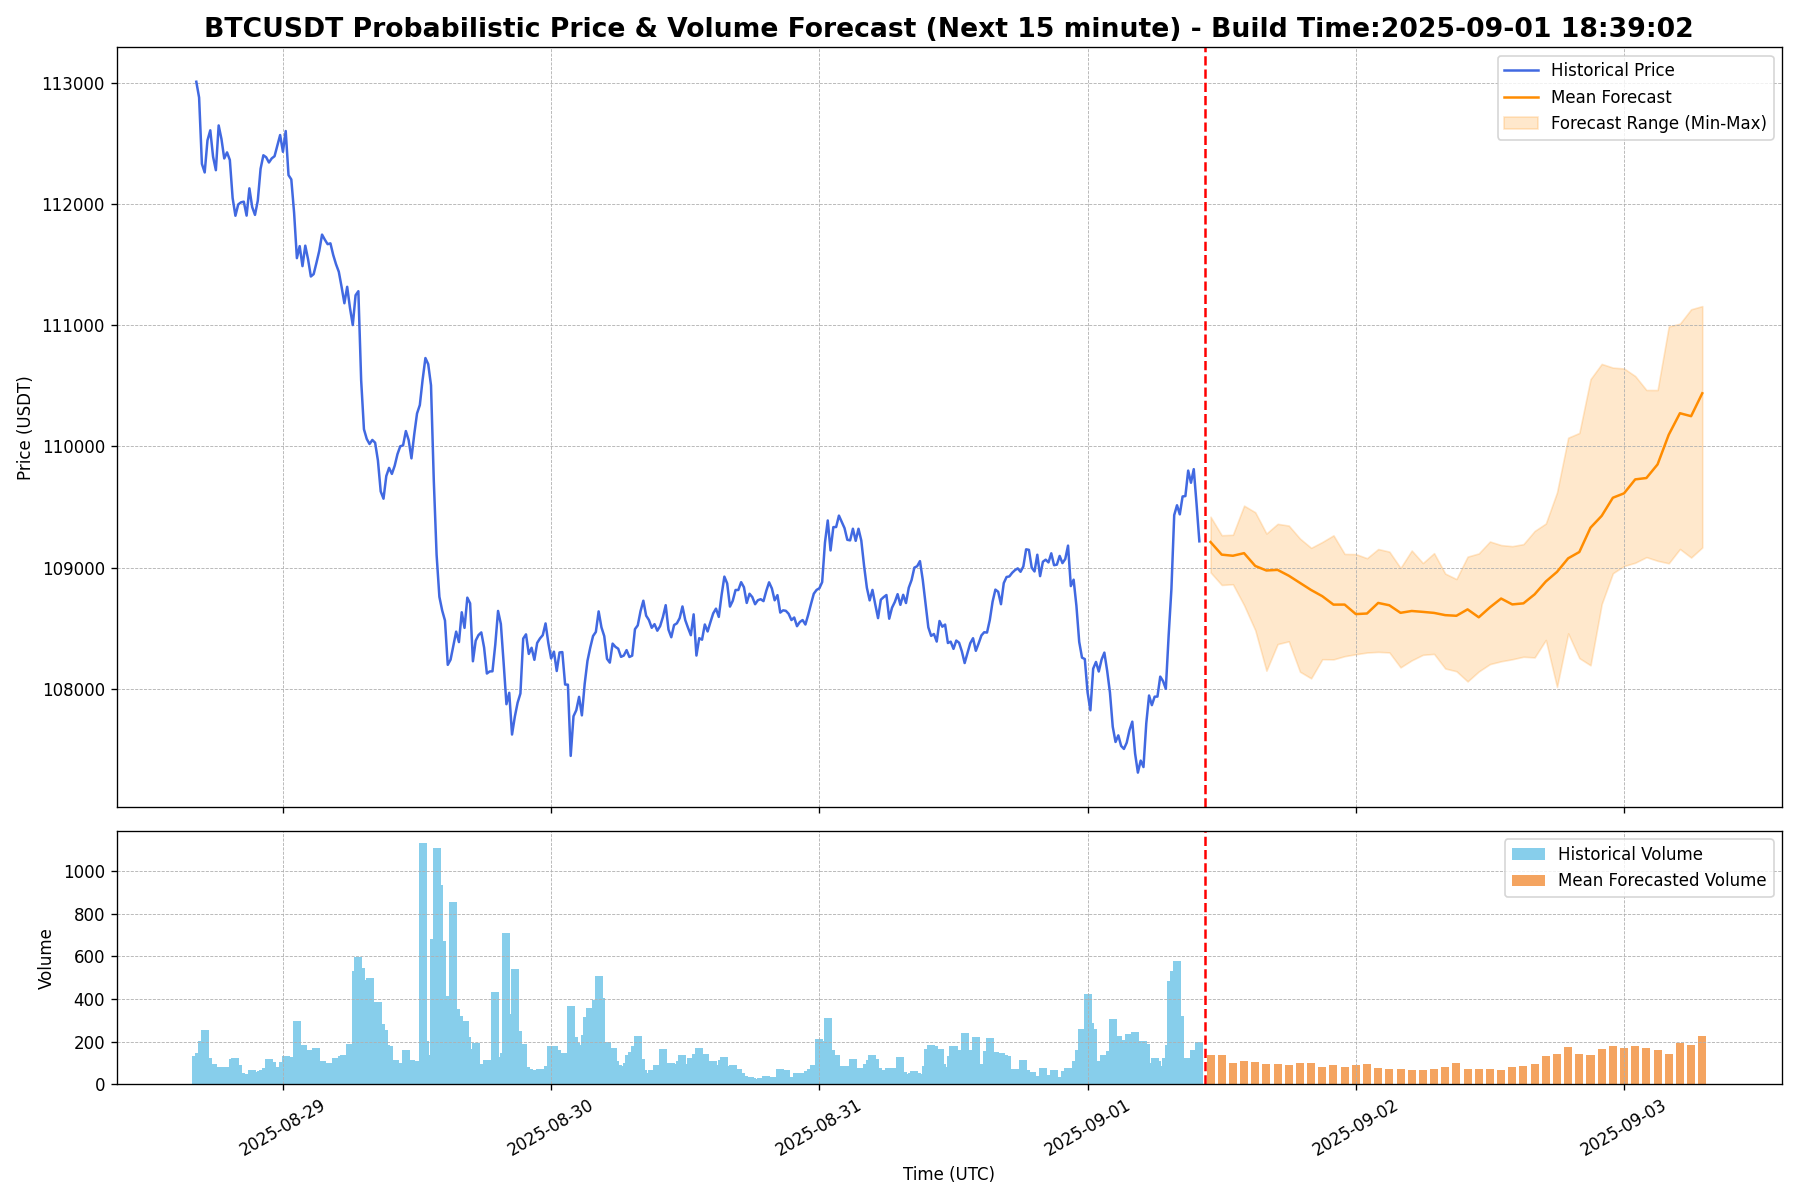 BTCUSDT Probabilistic Price & Volume Forecast (Next 15 minute) - Build Time:2025-09-01 18:39:02
Historical Price
Mean Forecast
Forecast Range (Min-Max)
113000
112000
111000
110000
109000
108000
Price (USDT)
Historical Volume
Mean Forecasted Volume
1000
800
600
400
200
0
Volume
2025-08-29
2025-08-30
2025-08-31
2025-09-01
2025-09-02
2025-09-03
Time (UTC)